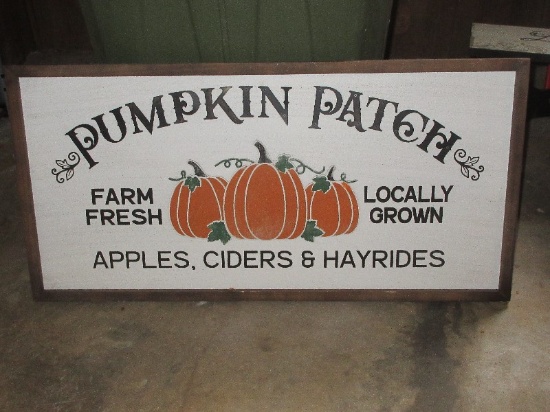 PUMPKIN PATCH
FARM FRESH
LOCALLY GROWN
APPLES, CIDERS & HAYRIDES